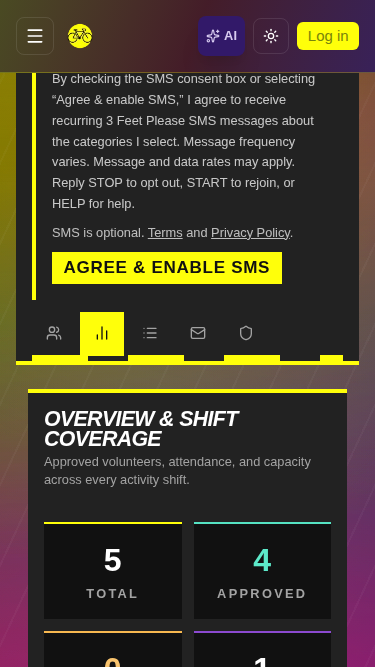 AI
Log in
By checking the SMS consent box or selecting
“Agree & enable SMS,” I agree to receive
recurring 3 Feet Please SMS messages about
the categories I select. Message frequency
varies. Message and data rates may apply.
Reply STOP to opt out, START to rejoin, or
HELP for help.
SMS is optional. Terms and Privacy Policy.
AGREE & ENABLE SMS
OVERVIEW & SHIFT
COVERAGE
Approved volunteers, attendance, and capacity
across every activity shift.
5
TOTAL
4
APPROVED
0
1